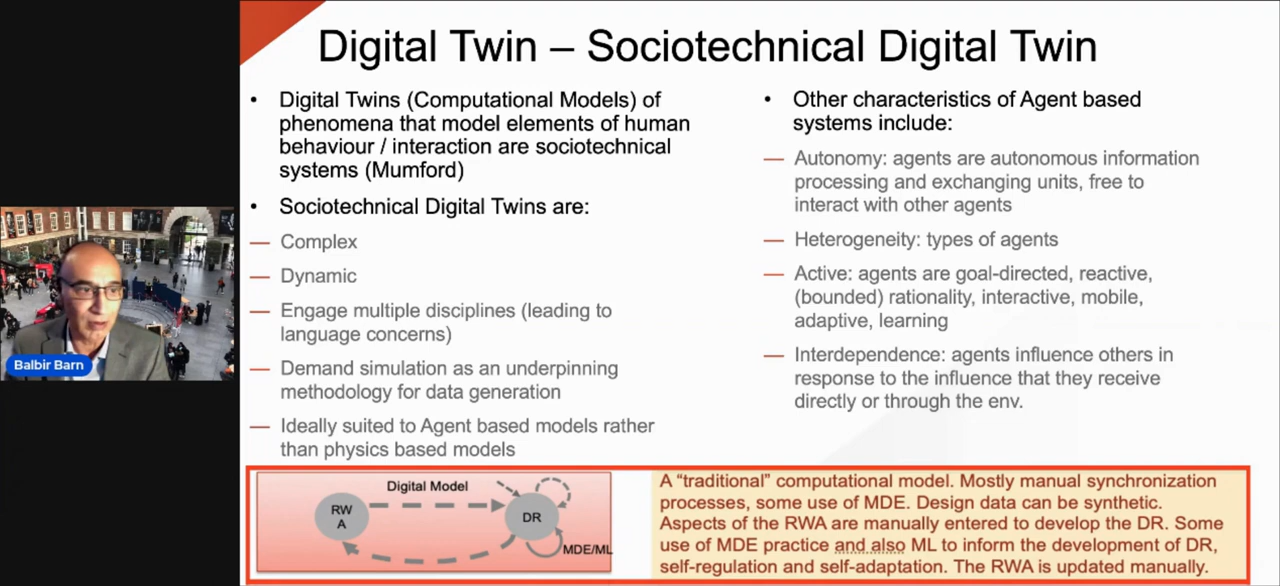 Digital Twin – Sociotechnical Digital Twin
• Digital Twins (Computational Models) of
phenomena that model elements of human
behaviour / interaction are sociotechnical
systems (Mumford)
• Sociotechnical Digital Twins are:
— Complex
— Dynamic
— Engage multiple disciplines (leading to
language concerns)
— Demand simulation as an underpinning
methodology for data generation
— Ideally suited to Agent based models rather
than physics based models
• Other characteristics of Agent based
systems include:
— Autonomy: agents are autonomous information
processing and exchanging units, free to
interact with other agents
— Heterogeneity: types of agents
— Active: agents are goal-directed, reactive,
(bounded) rationality, interactive, mobile,
adaptive, learning
— Interdependence: agents influence others in
response to the influence that they receive
directly or through the env.
Balbir Barn
Digital Model
RW
A
DR
MDE/ML
A “traditional” computational model. Mostly manual synchronization
processes, some use of MDE. Design data can be synthetic.
Aspects of the RWA are manually entered to develop the DR. Some
use of MDE practice and also ML to inform the development of DR,
self-regulation and self-adaptation. The RWA is updated manually.